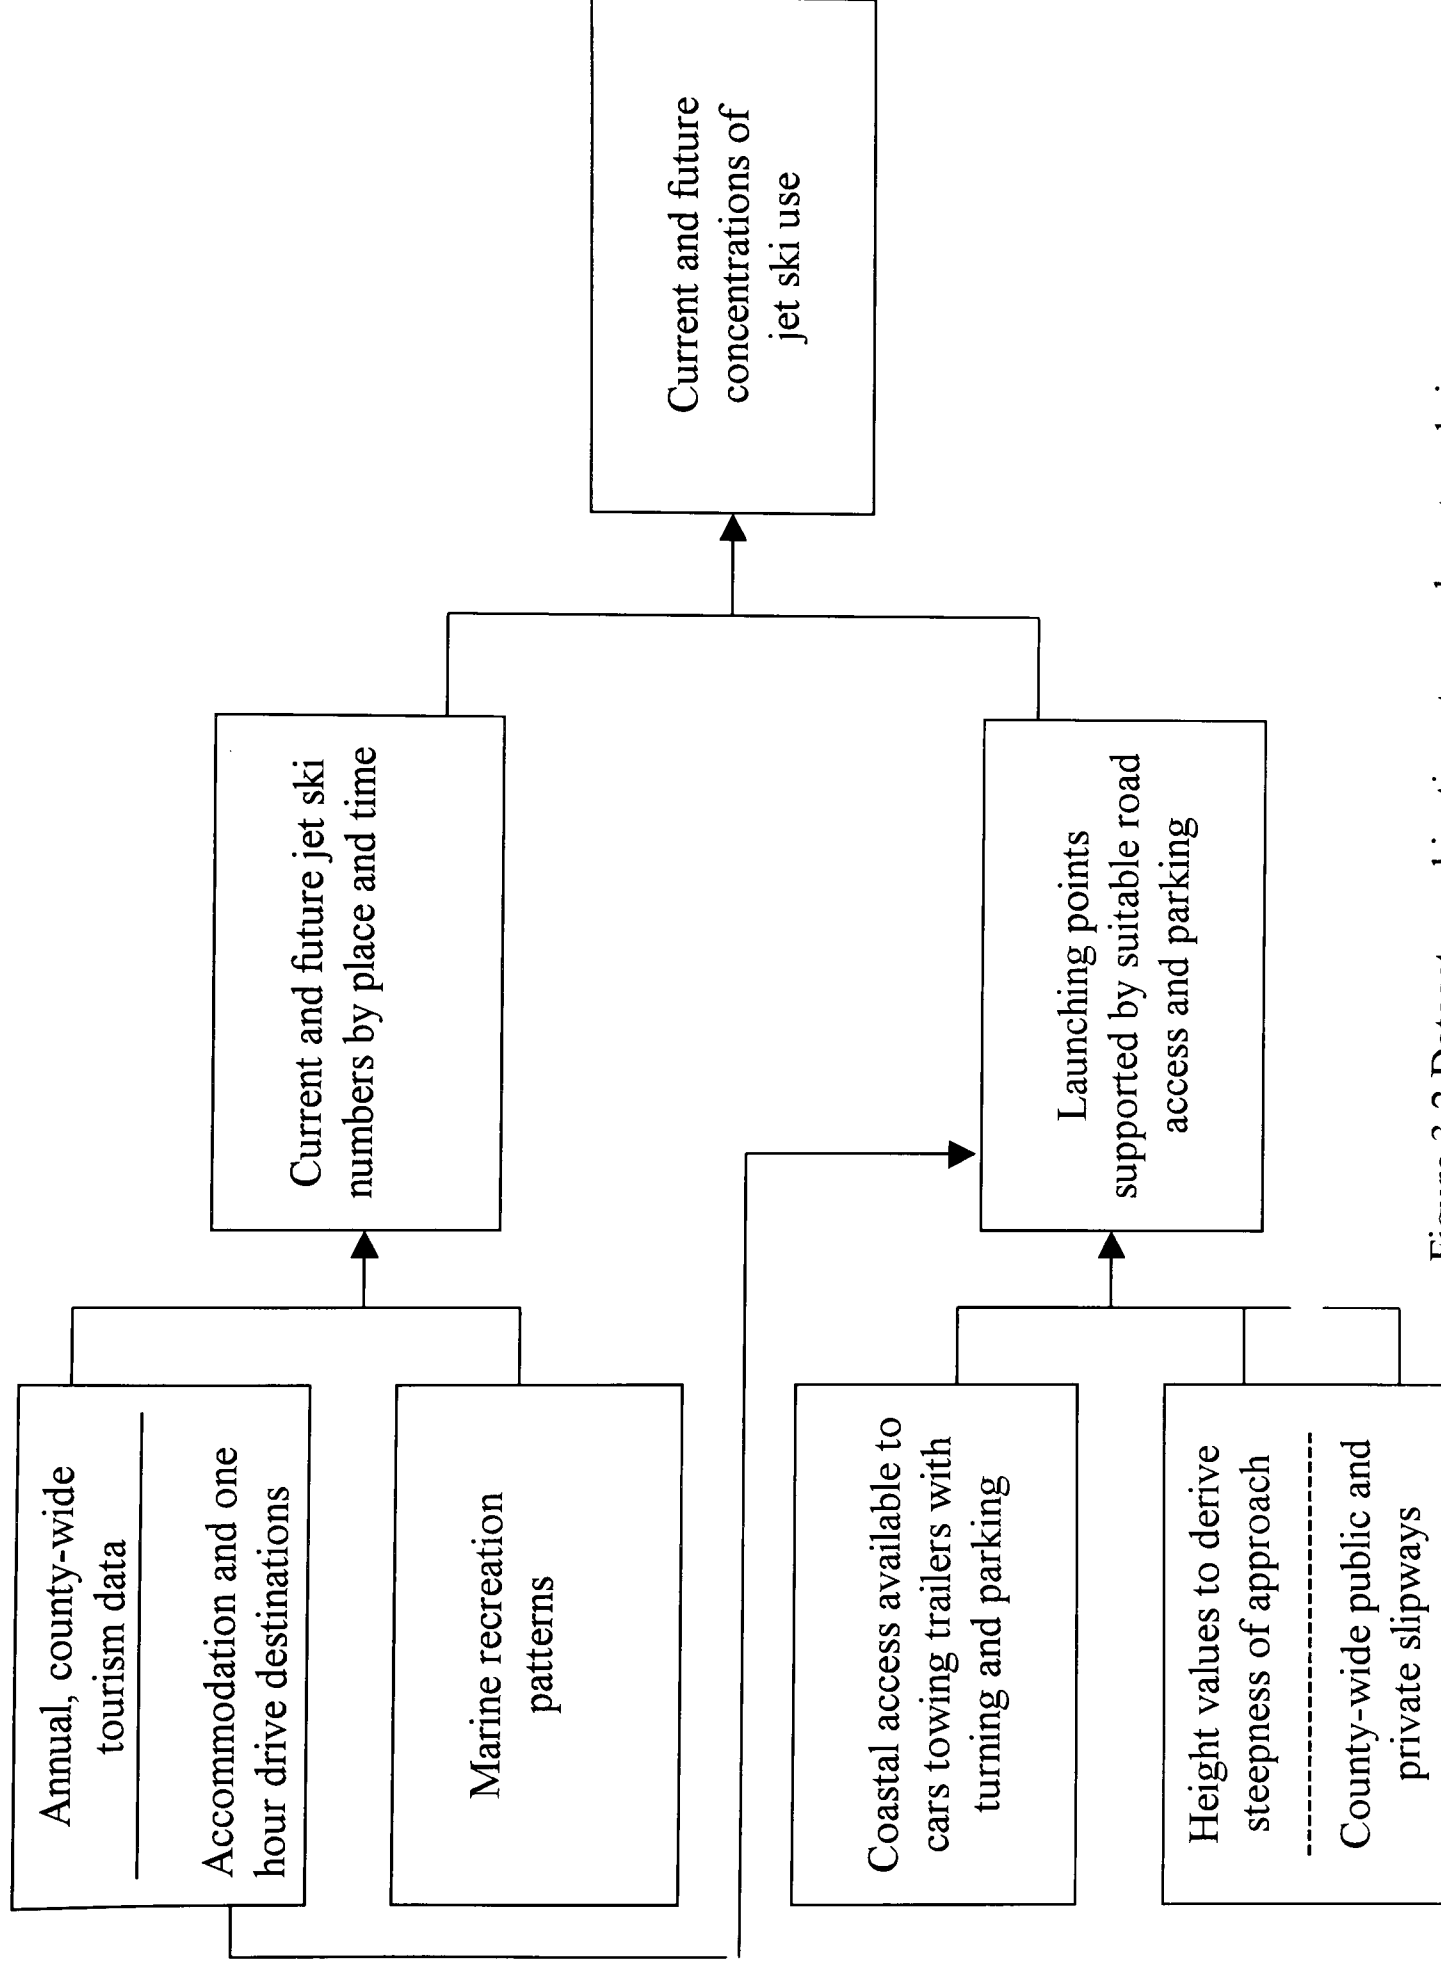 Annual, county-wide
tourism data
Accommodation and one
hour drive destinations
Marine recreation
patterns
Coastal access available to
cars towing trailers with
turning and parking
Height values to derive
steepness of approach
County-wide public and
private slipways
Current and future jet ski
numbers by place and time
Launching points
supported by suitable road
access and parking
Current and future
concentrations of
jet ski use